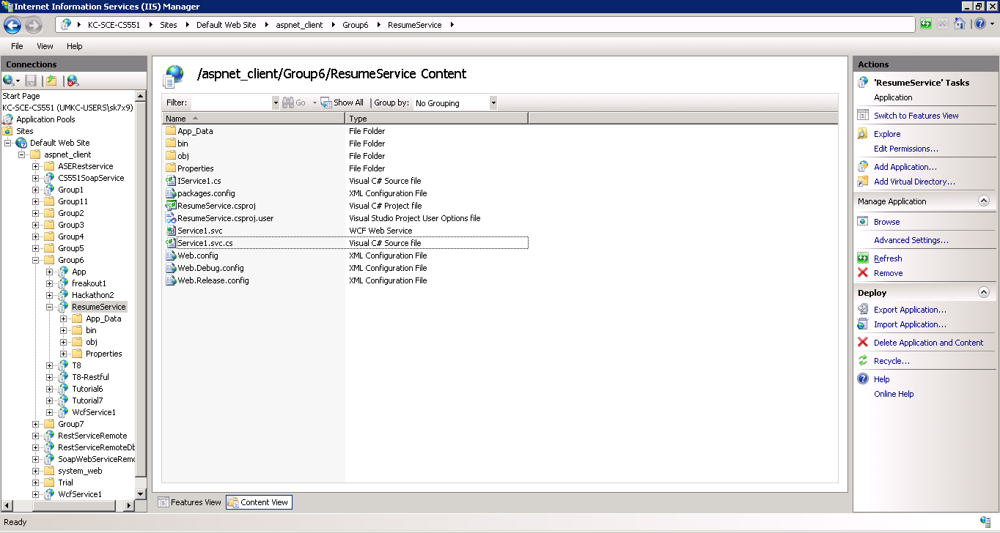 Internet Information Services (IIS) Manager
KC-SCE-CS551 Sites Default Web Site aspnet_client Group6 ResumeService
File View Help
Connections
Start Page
KC-SCE-CS551 (UMKC-USERS\sk7x9)
Application Pools
Sites
Default Web Site
aspnet_client
ASERestservice
CS551SoapService
Group1
Group11
Group2
Group3
Group4
Group5
Group6
App
freakout1
Hackathon2
ResumeService
App_Data
bin
obj
Properties
T8
T8-Restful
Tutorial6
Tutorial7
WcfService1
Group7
RestServiceRemote
RestServiceRemoteDb
SoapWebServiceRemo
system_web
Trial
WcfService1
/aspnet_client/Group6/ResumeService Content
Filter: Go Show All Group by: No Grouping
Name Type
App_Data File Folder
bin File Folder
obj File Folder
Properties File Folder
IService1.cs Visual C# Source file
packages.config XML Configuration File
ResumeService.csproj Visual C# Project file
ResumeService.csproj.user Visual Studio Project User Options file
Service1.svc WCF Web Service
Service1.svc.cs Visual C# Source file
Web.config XML Configuration File
Web.Debug.config XML Configuration File
Web.Release.config XML Configuration File
Features View Content View
Actions
'ResumeService' Tasks
Application
Switch to Features View
Explore
Edit Permissions...
Add Application...
Add Virtual Directory...
Manage Application
Browse
Advanced Settings...
Refresh
Remove
Deploy
Export Application...
Import Application...
Delete Application and Content
Recycle...
Help
Online Help
Ready